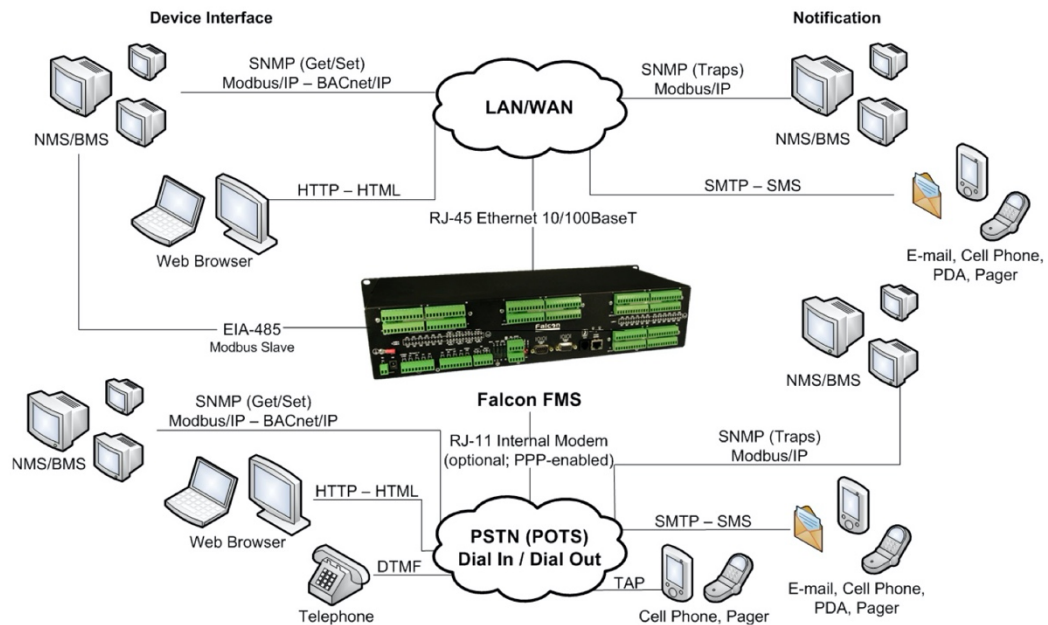 Device Interface
Notification
SNMP (Get/Set)
Modbus/IP – BACnet/IP
NMS/BMS
LAN/WAN
SNMP (Traps)
Modbus/IP
NMS/BMS
HTTP – HTML
Web Browser
SMTP – SMS
E-mail, Cell Phone,
PDA, Pager
RJ-45 Ethernet 10/100BaseT
EIA-485
Modbus Slave
Falcon
Falcon FMS
NMS/BMS
SNMP (Get/Set)
Modbus/IP – BACnet/IP
NMS/BMS
RJ-11 Internal Modem
(optional; PPP-enabled)
SNMP (Traps)
Modbus/IP
HTTP – HTML
Web Browser
PSTN (POTS)
Dial In / Dial Out
SMTP – SMS
E-mail, Cell Phone,
PDA, Pager
DTMF
Telephone
TAP
Cell Phone, Pager